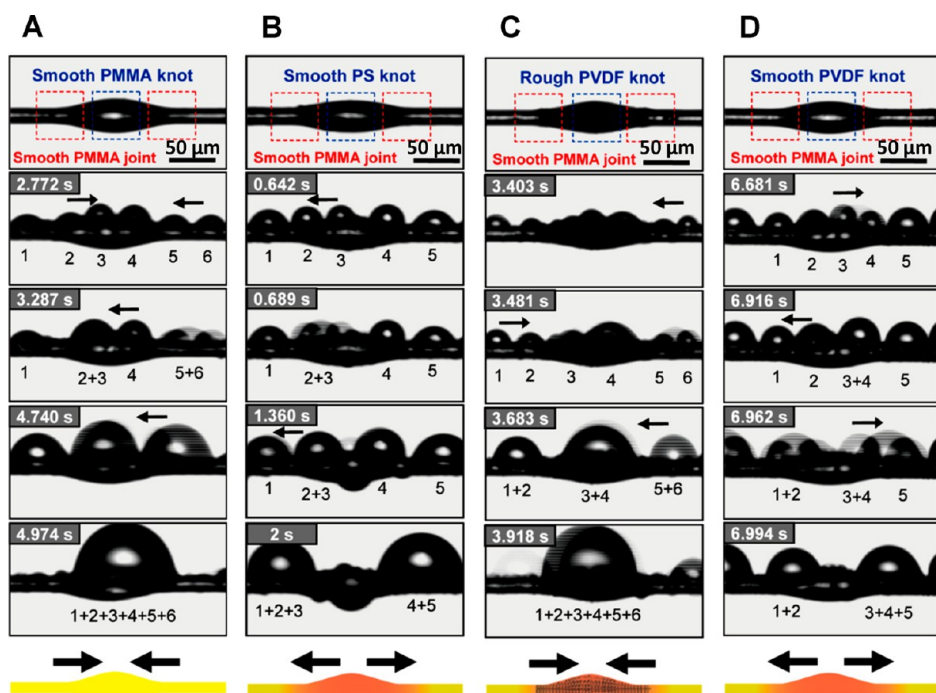 A
B
C
D
Smooth PMMA knot
Smooth PMMA joint
50 µm
2.772 s
1 2 3 4 5 6
3.287 s
1 2+3 4 5+6
4.740 s
4.974 s
1+2+3+4+5+6
Smooth PS knot
Smooth PMMA joint
50 µm
0.642 s
1 2 3 4 5
0.689 s
1 2+3 4 5
1.360 s
1 2+3 4 5
2 s
1+2+3 4+5
Rough PVDF knot
Smooth PMMA joint
50 µm
3.403 s
3.481 s
1 2 3 4 5 6
3.683 s
1+2 3+4 5+6
3.918 s
1+2+3+4+5+6
Smooth PVDF knot
Smooth PMMA joint
50 µm
6.681 s
1 2 3 4 5
6.916 s
1 2 3+4 5
6.962 s
1+2 3+4 5
6.994 s
1+2 3+4+5